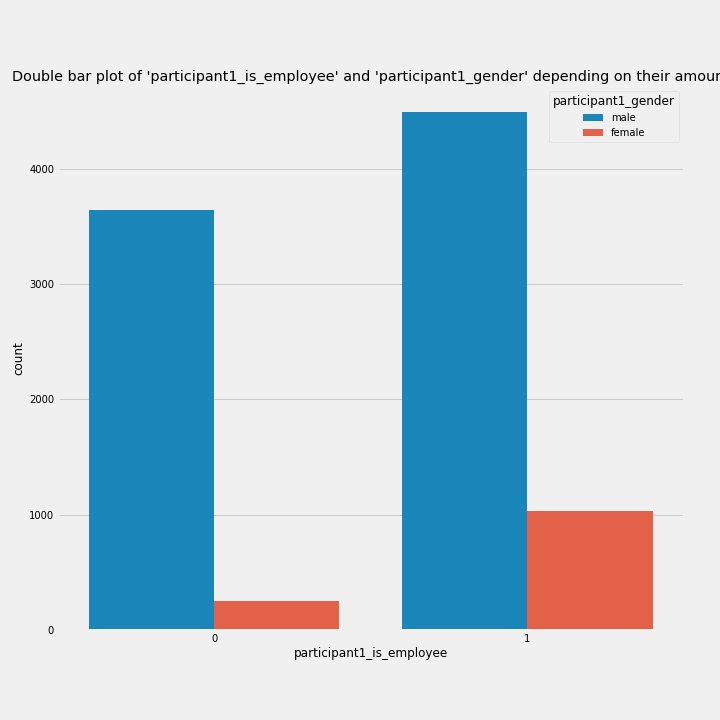 Double bar plot of 'participant1_is_employee' and 'participant1_gender' depending on their amour
participant1_gender
male
female
4000
3000
2000
1000
0
count
0 1
participant1_is_employee